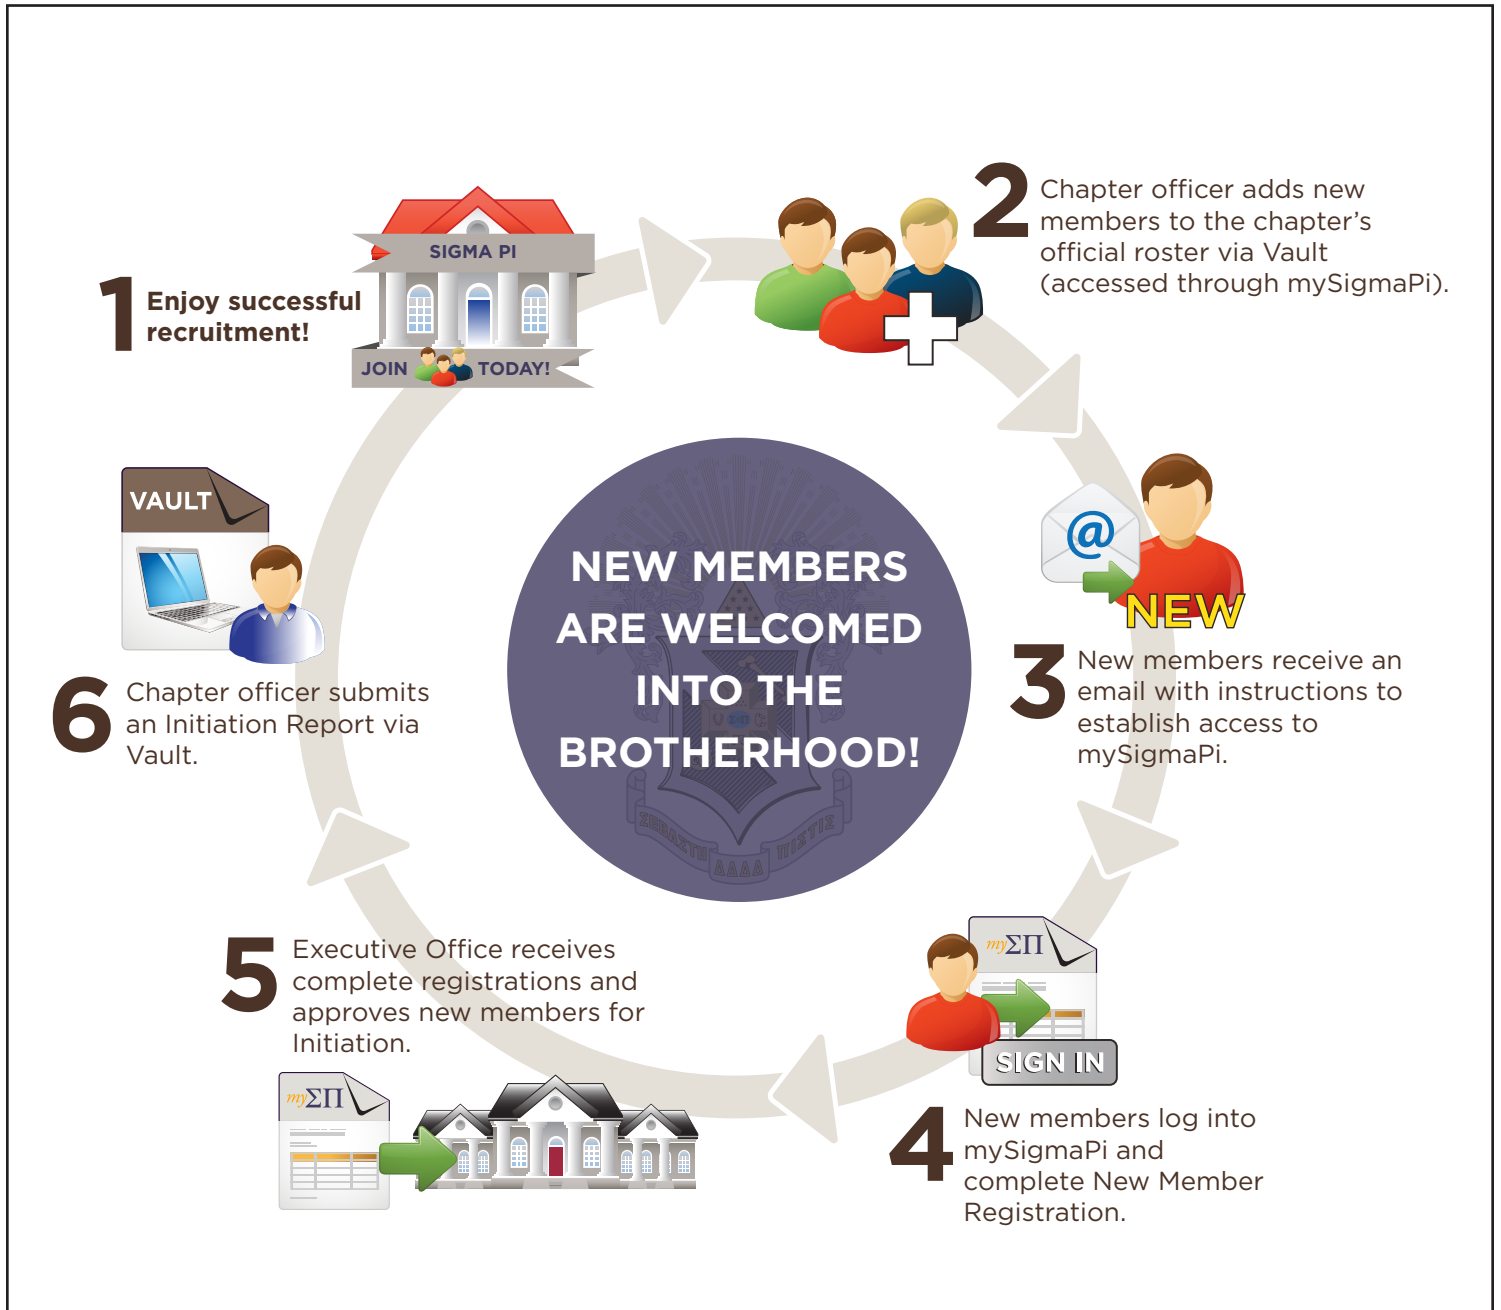 SIGMA PI
JOIN TODAY!
1
Enjoy successful
recruitment!
2
Chapter officer adds new
members to the chapter’s
official roster via Vault
(accessed through mySigmaPi).
@
NEW
3
New members receive an
email with instructions to
establish access to
mySigmaPi.
myΣΠ
SIGN IN
4
New members log into
mySigmaPi and
complete New Member
Registration.
5
Executive Office receives
complete registrations and
approves new members for
Initiation.
myΣΠ
VAULT
6
Chapter officer submits
an Initiation Report via
Vault.
NEW MEMBERS
ARE WELCOMED
INTO THE
BROTHERHOOD!
ΣΕΒΑΣΤΗ ΠΙΣΤΙΣ
ΑΔΔΑ